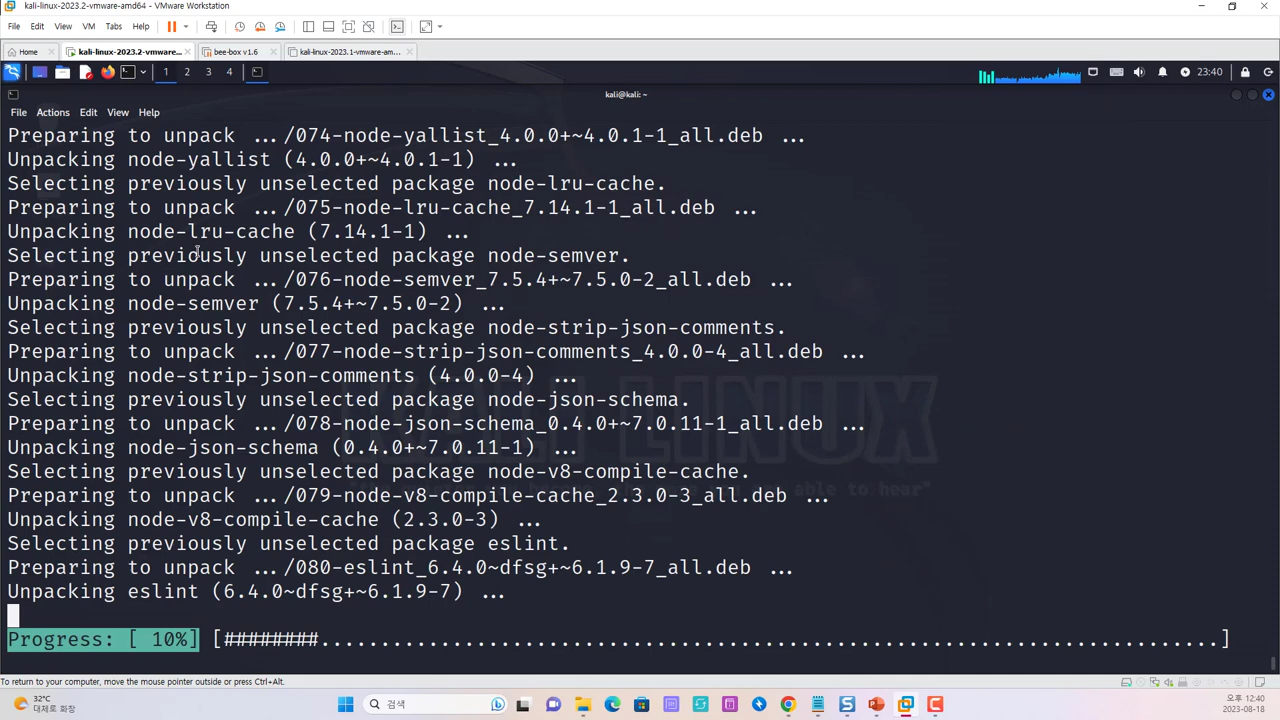 kali-linux-2023.2-vmware-amd64 - VMware Workstation
File Edit View VM Tabs Help
Home kali-linux-2023.2-vmware... bee-box v1.6 kali-linux-2023.1-vmware-am...
1 2 3 4 23:40
kali@kali: ~
File Actions Edit View Help
Preparing to unpack .../074-node-yallist_4.0.0+~4.0.1-1_all.deb ...
Unpacking node-yallist (4.0.0+~4.0.1-1) ...
Selecting previously unselected package node-lru-cache.
Preparing to unpack .../075-node-lru-cache_7.14.1-1_all.deb ...
Unpacking node-lru-cache (7.14.1-1) ...
Selecting previously unselected package node-semver.
Preparing to unpack .../076-node-semver_7.5.4+~7.5.0-2_all.deb ...
Unpacking node-semver (7.5.4+~7.5.0-2) ...
Selecting previously unselected package node-strip-json-comments.
Preparing to unpack .../077-node-strip-json-comments_4.0.0-4_all.deb ...
Unpacking node-strip-json-comments (4.0.0-4) ...
Selecting previously unselected package node-json-schema.
Preparing to unpack .../078-node-json-schema_0.4.0+~7.0.11-1_all.deb ...
Unpacking node-json-schema (0.4.0+~7.0.11-1) ...
Selecting previously unselected package node-v8-compile-cache.
Preparing to unpack .../079-node-v8-compile-cache_2.3.0-3_all.deb ...
Unpacking node-v8-compile-cache (2.3.0-3) ...
Selecting previously unselected package eslint.
Preparing to unpack .../080-eslint_6.4.0~dfsg+~6.1.9-7_all.deb ...
Unpacking eslint (6.4.0~dfsg+~6.1.9-7) ...
Progress: [ 10%] [########...........................................................................]
KALI LINUX
able to hear"
To return to your computer, move the mouse pointer outside or press Ctrl+Alt.
32°C
대체로 화창
검색
오후 12:40
2023-08-18